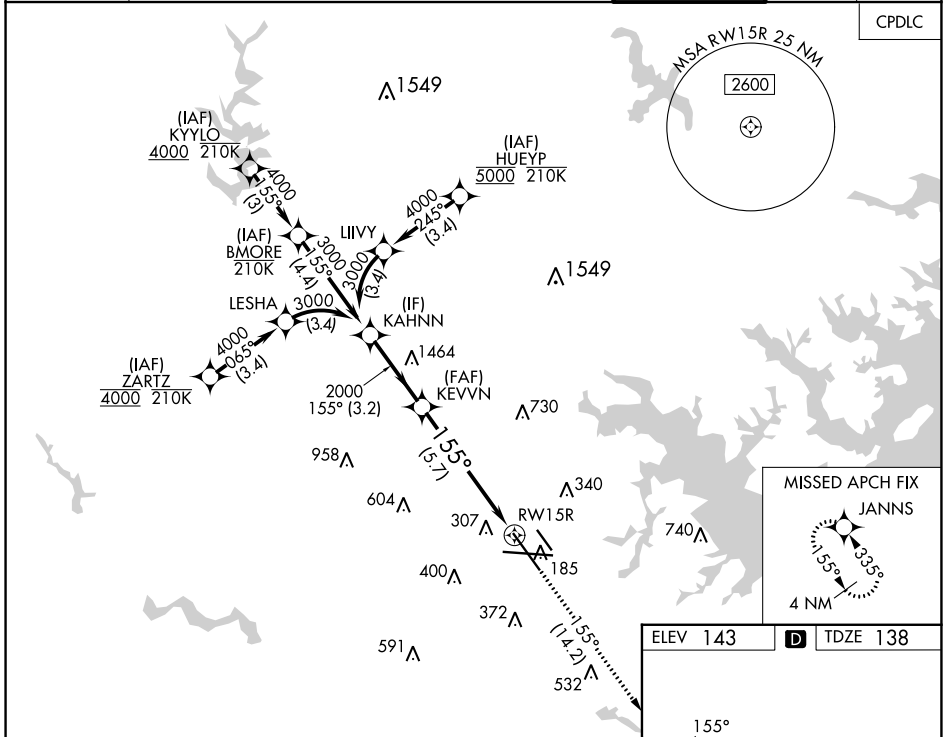 CPDLC
MSA RW15R 25 NM
2600
1549
(IAF)
KYYLO
4000 210K
4000
155°
(3)
(IAF)
HUEYP
5000 210K
4000
245°
(3.4)
LIIVY
3000
(3.4)
(IAF)
BMORE
210K
3000
155°
(4.4)
1549
LESHA
3000
(3.4)
(IF)
KAHNN
4000
065°
(3.4)
(IAF)
ZARTZ
4000 210K
1464
2000
155° (3.2)
(FAF)
KEVVN
730
155°
(5.7)
958
604
340
307
RW15R
740
185
400
372
591
532
155°
(14.2)
MISSED APCH FIX
JANNS
155°
335°
4 NM
ELEV 143
D
TDZE 138
155°